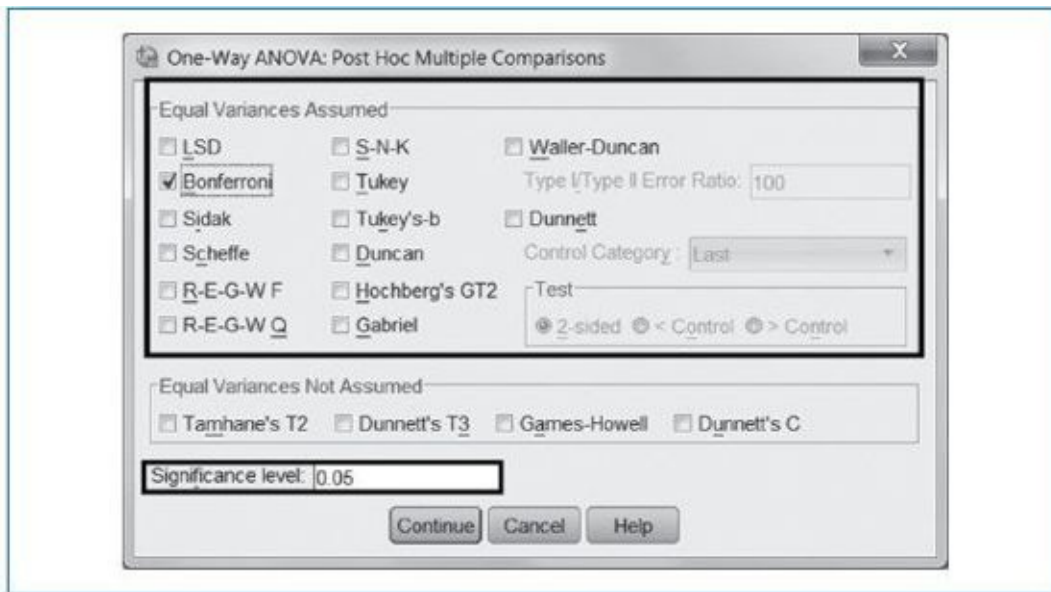 One-Way ANOVA: Post Hoc Multiple Comparisons
X
Equal Variances Assumed
LSD S-N-K Waller-Duncan
Bonferroni Tukey Type I/Type II Error Ratio: 100
Sidak Tukey's-b Dunnett
Scheffe Duncan Control Category: Last
R-E-G-W F Hochberg's GT2 Test
R-E-G-W Q Gabriel 2-sided < Control > Control
Equal Variances Not Assumed
Tamhane's T2 Dunnett's T3 Games-Howell Dunnett's C
Significance level: 0.05
Continue Cancel Help